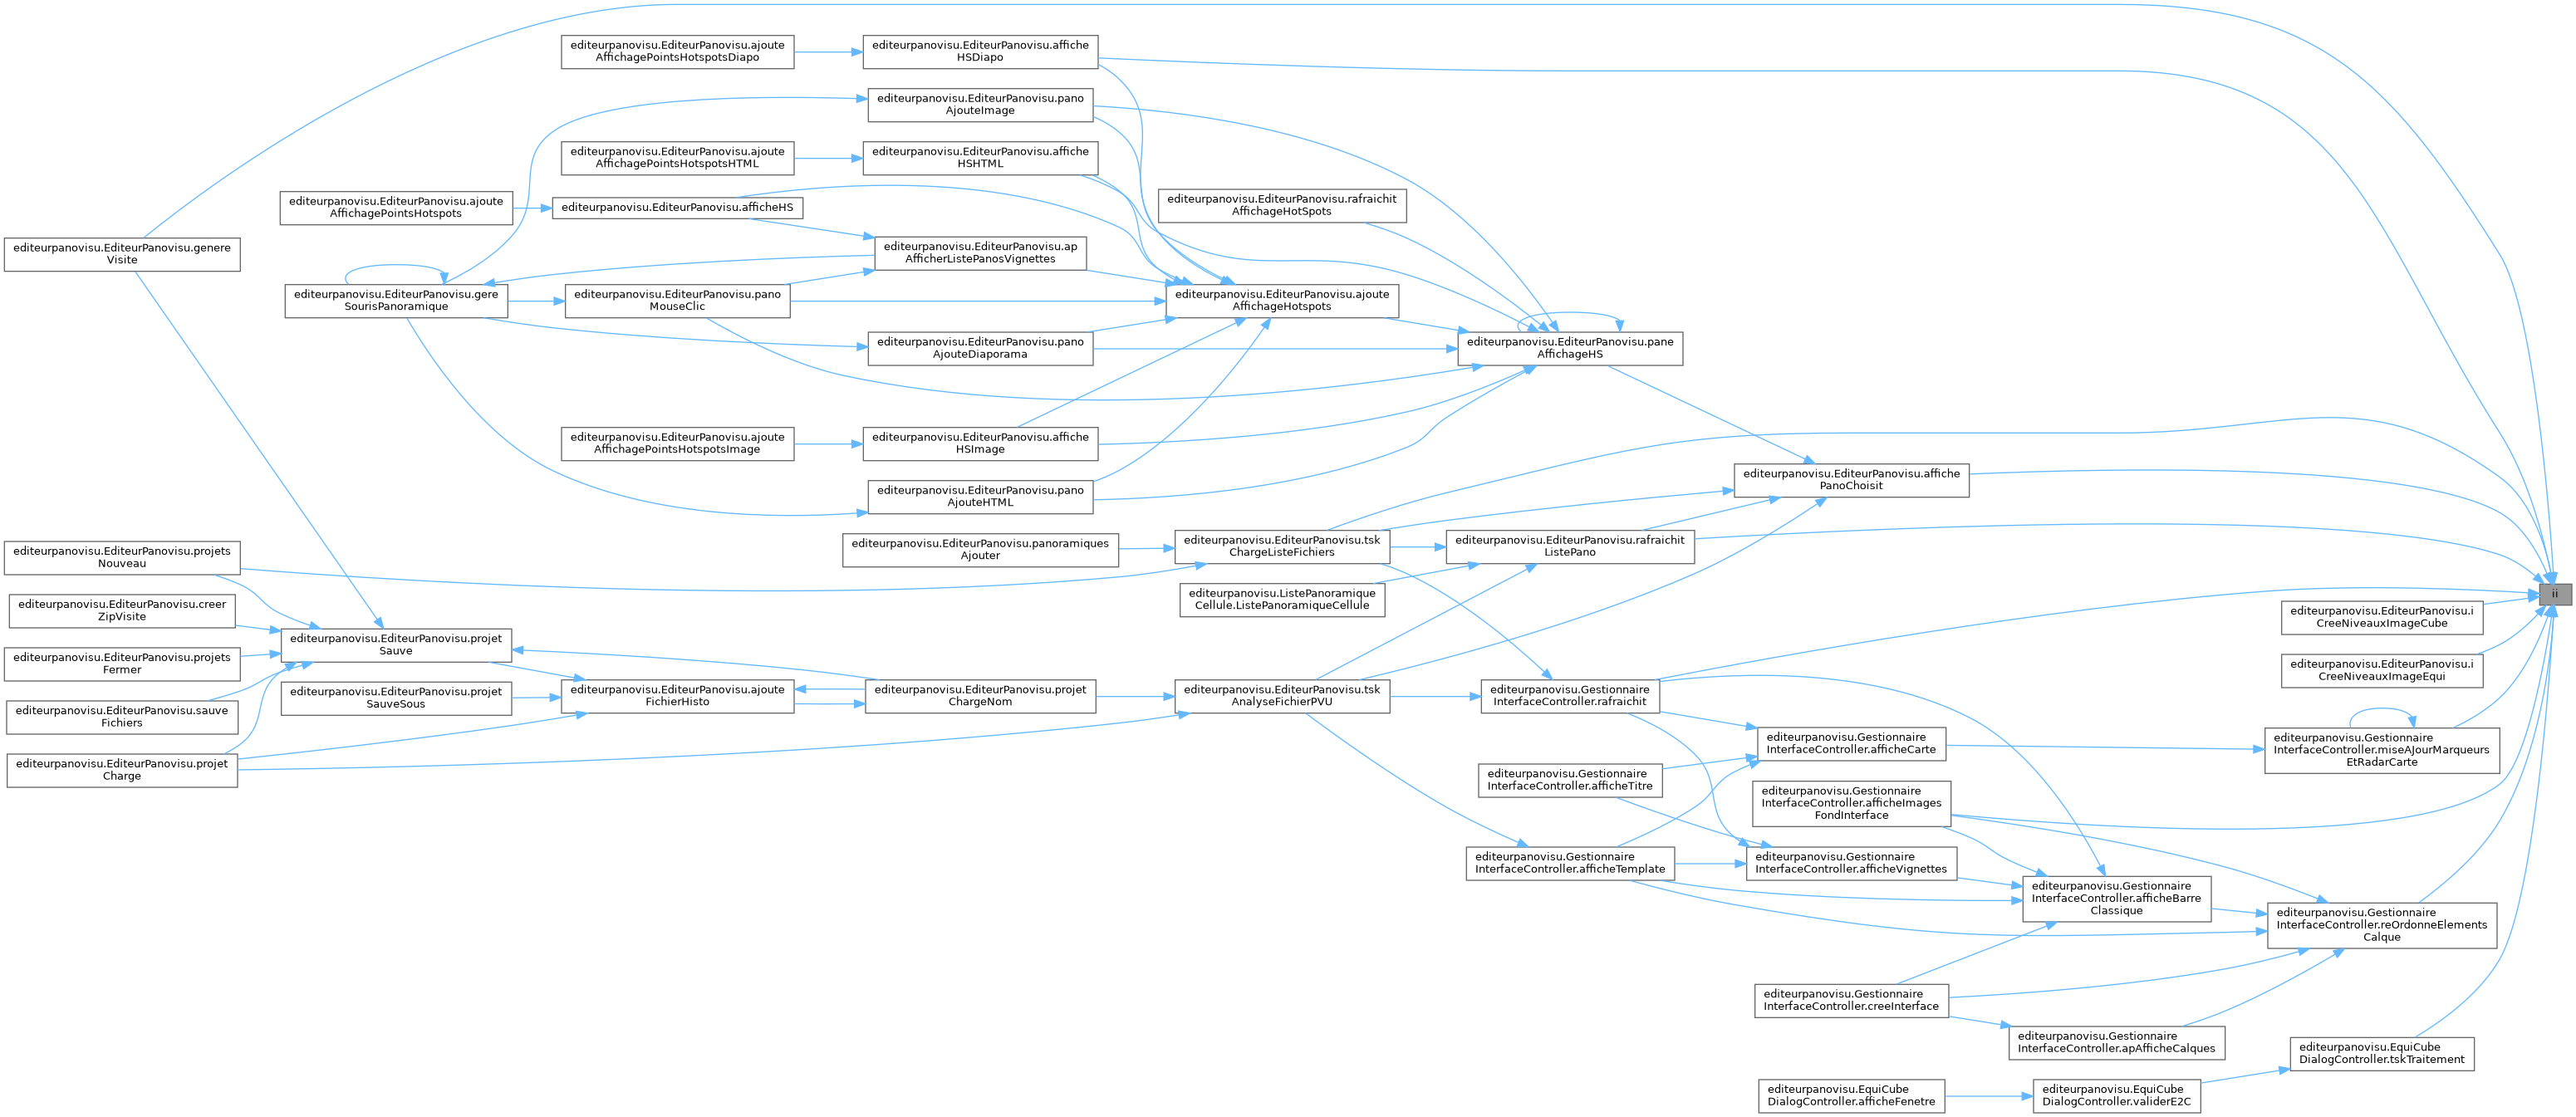 editeurpanovisu.EditeurPanovisu.ajoute
AffichagePointsHotspotsDiapo
editeurpanovisu.EditeurPanovisu.affiche
HSDiapo
editeurpanovisu.EditeurPanovisu.pano
AjouteImage
editeurpanovisu.EditeurPanovisu.ajoute
AffichagePointsHotspotsHTML
editeurpanovisu.EditeurPanovisu.affiche
HSHTML
editeurpanovisu.EditeurPanovisu.ajoute
AffichagePointsHotspots
editeurpanovisu.EditeurPanovisu.afficheHS
editeurpanovisu.EditeurPanovisu.rafraichit
AffichageHotSpots
editeurpanovisu.EditeurPanovisu.genere
Visite
editeurpanovisu.EditeurPanovisu.ap
AfficherListePanosVignettes
editeurpanovisu.EditeurPanovisu.gere
SourisPanoramique
editeurpanovisu.EditeurPanovisu.pano
MouseClic
editeurpanovisu.EditeurPanovisu.ajoute
AffichageHotspots
editeurpanovisu.EditeurPanovisu.pano
AjouteDiaporama
editeurpanovisu.EditeurPanovisu.pane
AffichageHS
editeurpanovisu.EditeurPanovisu.ajoute
AffichagePointsHotspotsImage
editeurpanovisu.EditeurPanovisu.affiche
HSImage
editeurpanovisu.EditeurPanovisu.affiche
PanoChoisit
editeurpanovisu.EditeurPanovisu.pano
AjouteHTML
editeurpanovisu.EditeurPanovisu.projets
Nouveau
editeurpanovisu.EditeurPanovisu.panoramiques
Ajouter
editeurpanovisu.EditeurPanovisu.tsk
ChargeListeFichiers
editeurpanovisu.EditeurPanovisu.rafraichit
ListePano
editeurpanovisu.ListePanoramique
Cellule.ListePanoramiqueCellule
ii
editeurpanovisu.EditeurPanovisu.creer
ZipVisite
editeurpanovisu.EditeurPanovisu.i
CreeNiveauxImageCube
editeurpanovisu.EditeurPanovisu.projet
Sauve
editeurpanovisu.EditeurPanovisu.projets
Fermer
editeurpanovisu.EditeurPanovisu.i
CreeNiveauxImageEqui
editeurpanovisu.EditeurPanovisu.projet
SauveSous
editeurpanovisu.EditeurPanovisu.ajoute
FichierHisto
editeurpanovisu.EditeurPanovisu.projet
ChargeNom
editeurpanovisu.EditeurPanovisu.tsk
AnalyseFichierPVU
editeurpanovisu.Gestionnaire
InterfaceController.rafraichit
editeurpanovisu.EditeurPanovisu.sauve
Fichiers
editeurpanovisu.Gestionnaire
InterfaceController.afficheCarte
editeurpanovisu.Gestionnaire
InterfaceController.miseAJourMarqueurs
EtRadarCarte
editeurpanovisu.EditeurPanovisu.projet
Charge
editeurpanovisu.Gestionnaire
InterfaceController.afficheTitre
editeurpanovisu.Gestionnaire
InterfaceController.afficheImages
FondInterface
editeurpanovisu.Gestionnaire
InterfaceController.afficheTemplate
editeurpanovisu.Gestionnaire
InterfaceController.afficheVignettes
editeurpanovisu.Gestionnaire
InterfaceController.afficheBarre
Classique
editeurpanovisu.Gestionnaire
InterfaceController.reOrdonneElements
Calque
editeurpanovisu.Gestionnaire
InterfaceController.creeInterface
editeurpanovisu.Gestionnaire
InterfaceController.apAfficheCalques
editeurpanovisu.EquiCube
DialogController.tskTraitement
editeurpanovisu.EquiCube
DialogController.afficheFenetre
editeurpanovisu.EquiCube
DialogController.validerE2C